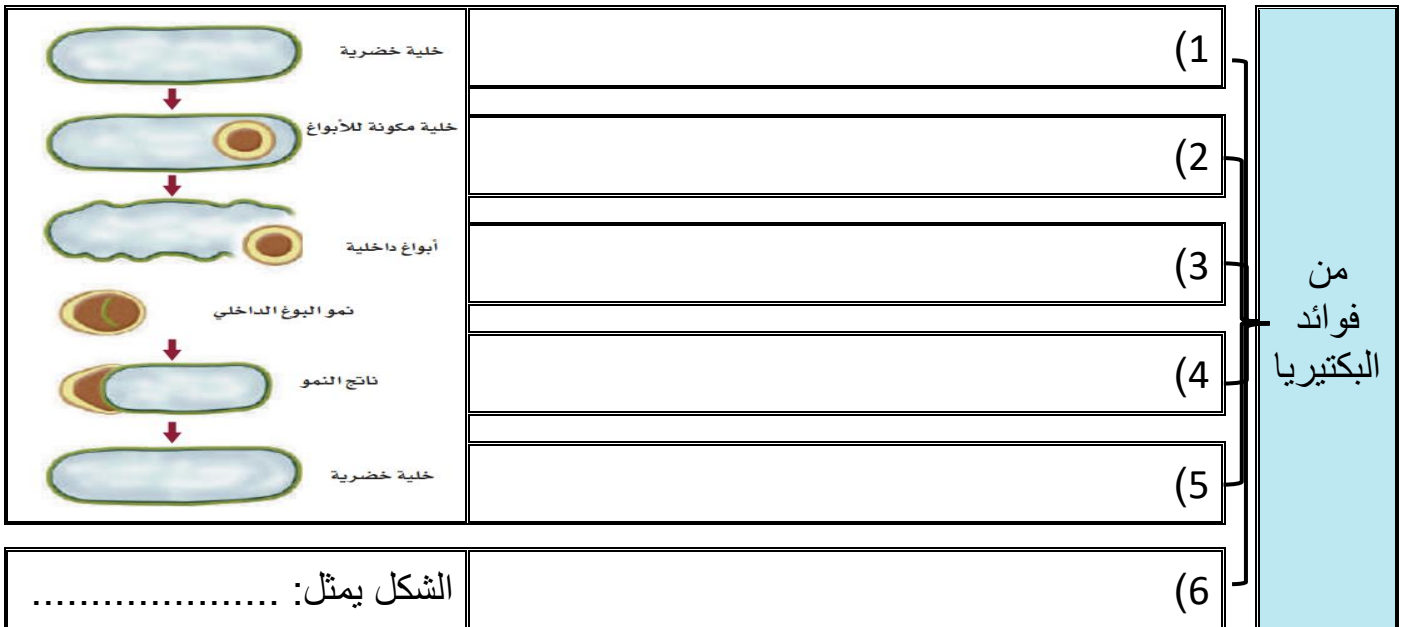 من
فوائد
البكتيريا
1)
2)
3)
4)
5)
6)
خلية خضرية
خلية مكونة للأبواغ
أبواغ داخلية
نمو البوغ الداخلي
ناتج النمو
خلية خضرية
الشكل يمثل: .....................